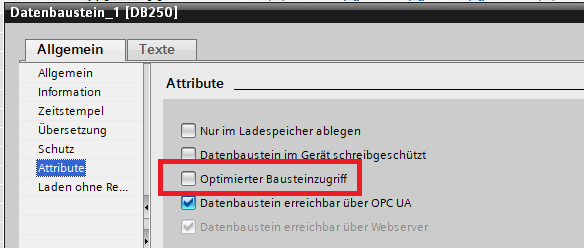 Datenbaustein_1 [DB250]
Allgemein
Texte
Allgemein
Information
Zeitstempel
Übersetzung
Schutz
Attribute
Laden ohne Re...
Attribute
Nur im Ladespeicher ablegen
Datenbaustein im Gerät schreibgeschützt
Optimierter Bausteinzugriff
Datenbaustein erreichbar über OPC UA
Datenbaustein erreichbar über Webserver